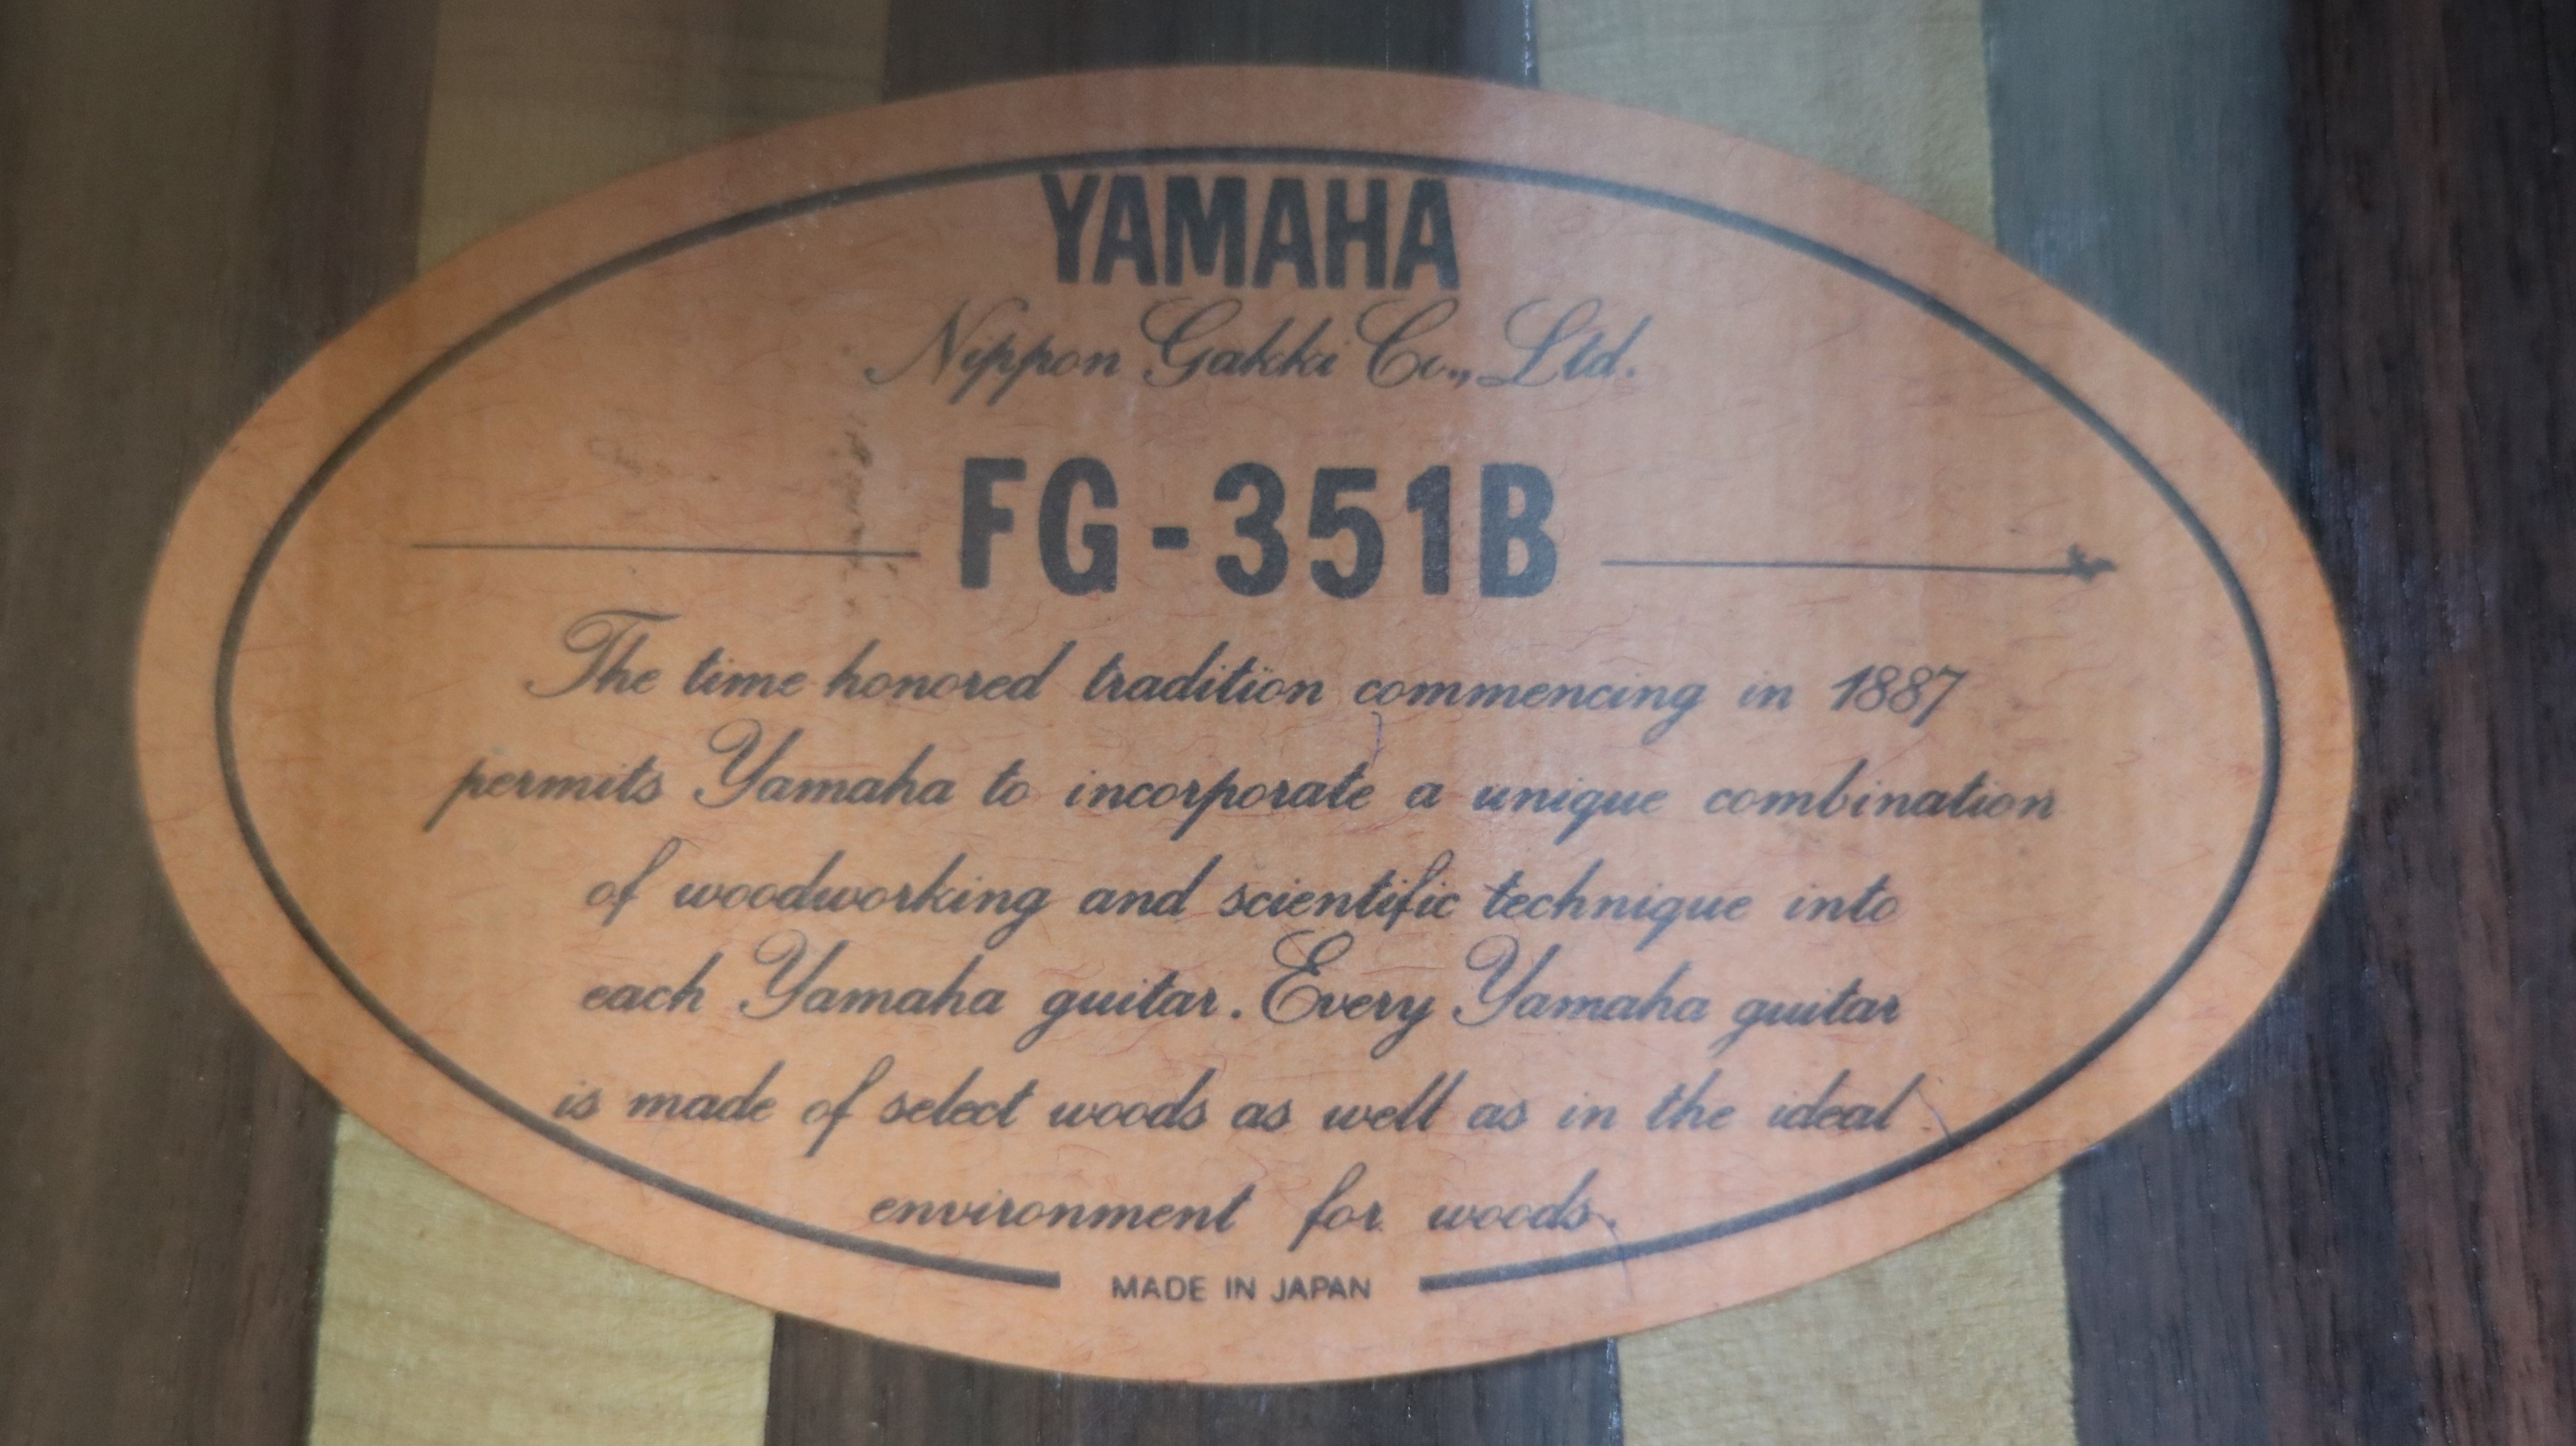 YAMAHA
Nippon Gakki Co., Ltd.
FG-351B
The time honored tradition commencing in 1887
permits Yamaha to incorporate a unique combination
of woodworking and scientific technique into
each Yamaha guitar. Every Yamaha guitar
is made of select woods as well as in the ideal
environment for woods.
MADE IN JAPAN